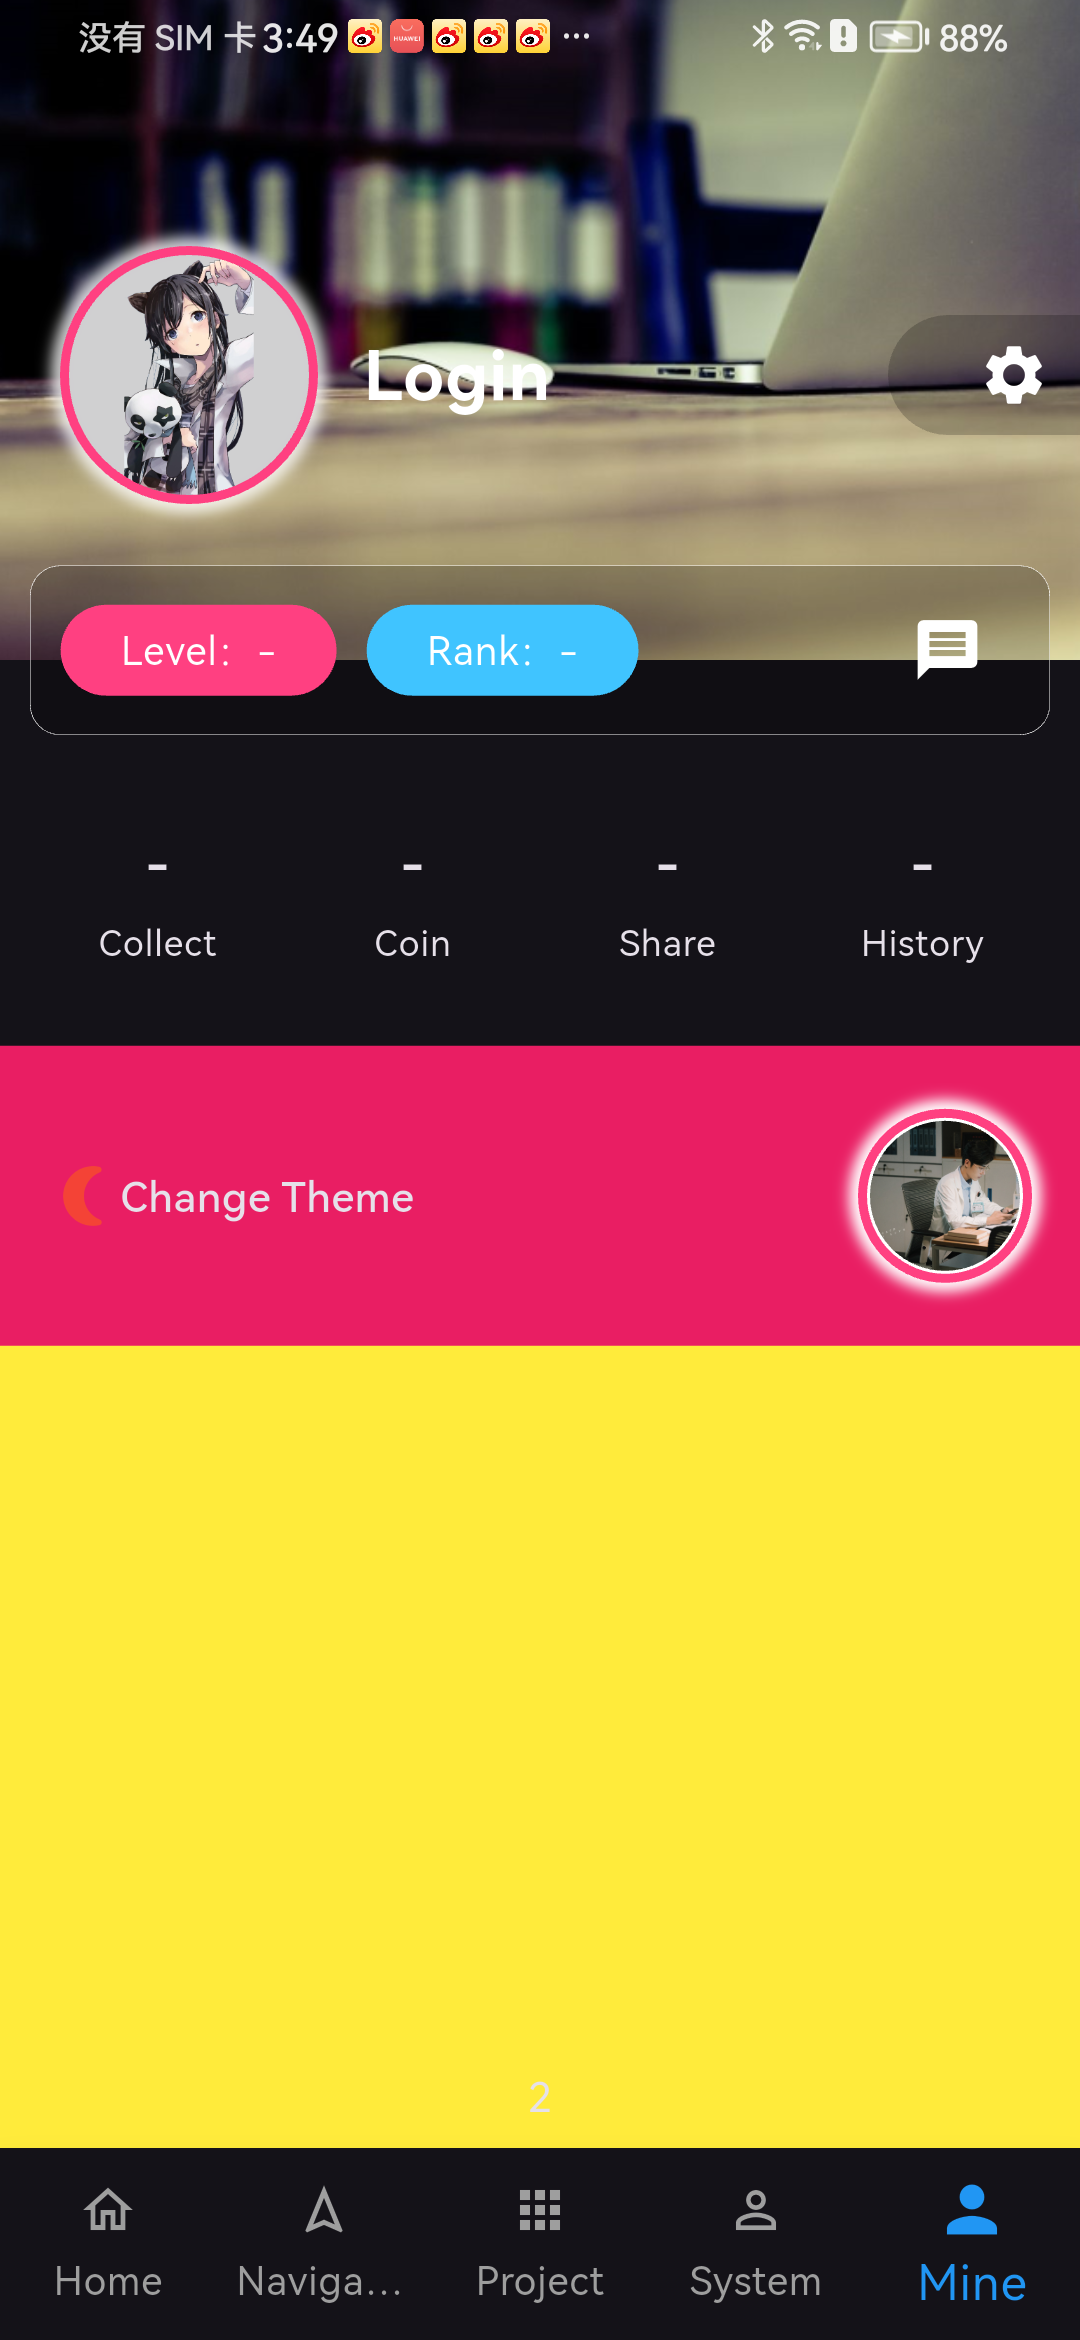 没有 SIM 卡 3:49 HUAWEI ... 88%
Login
Level: - Rank: -
- - - -
Collect Coin Share History
Change Theme
2
Home Naviga... Project System Mine